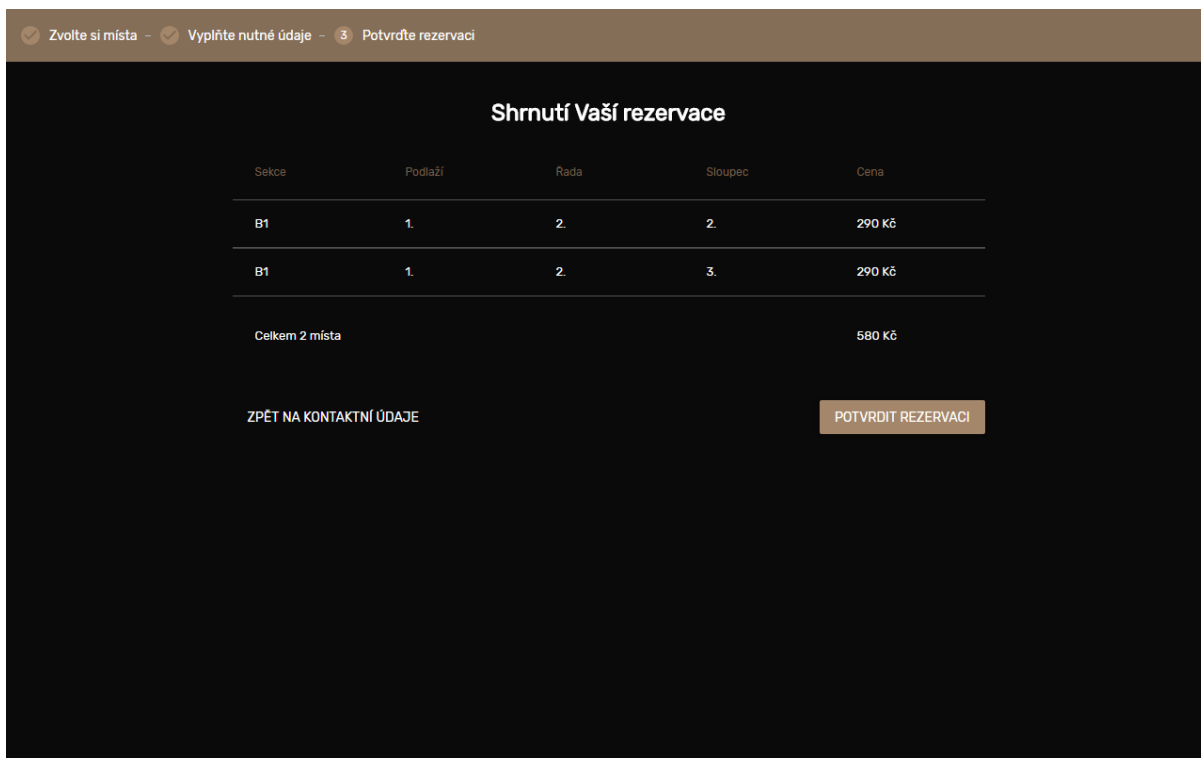 Zvolte si místa - Vyplňte nutné údaje - 3 Potvrďte rezervaci
Shrnutí Vaší rezervace
Sekce Podlaží Řada Sloupec Cena
B1 1. 2. 2. 290 Kč
B1 1. 2. 3. 290 Kč
Celkem 2 místa 580 Kč
ZPĚT NA KONTAKTNÍ ÚDAJE POTVRDIT REZERVACI